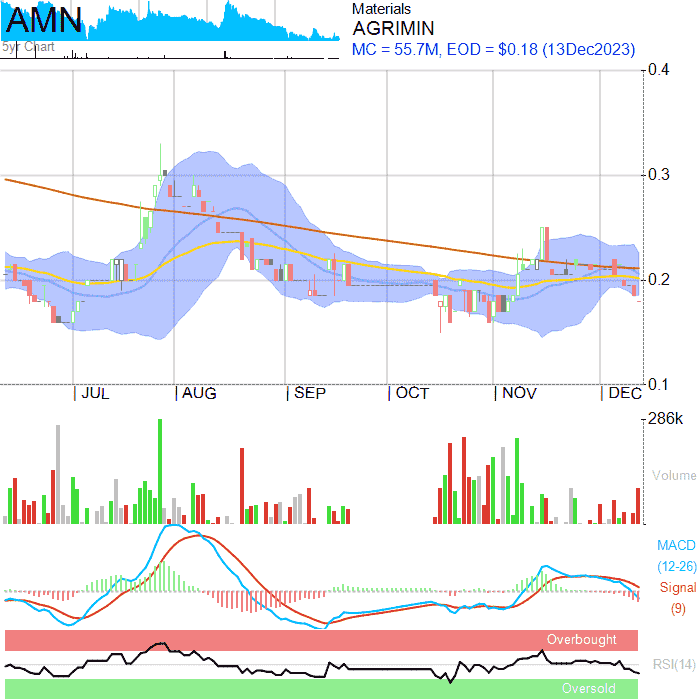 AMN
5yr Chart
Materials
AGRIMIN
MC = 55.7M, EOD = $0.18 (13Dec2023)
0.4
0.3
0.2
0.1
JUL
AUG
SEP
OCT
NOV
DEC
286k
Volume
MACD
(12-26)
Signal
(9)
Overbought
RSI(14)
Oversold